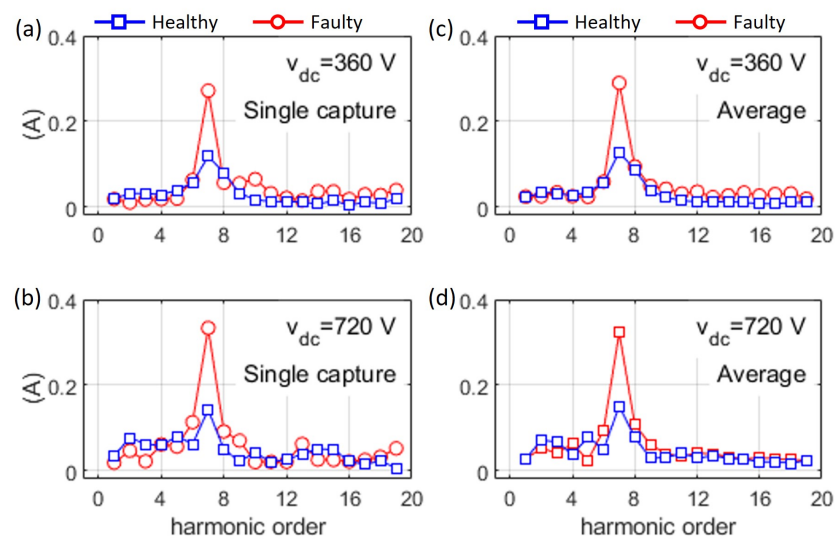 (a) Healthy Faulty
0.4
v_dc=360 V
Single capture
0.2
(A)
0
0 4 8 12 16 20
(c) Healthy Faulty
0.4
v_dc=360 V
Average
0.2
0
0 4 8 12 16 20
(b)
0.4
v_dc=720 V
Single capture
0.2
(A)
0
0 4 8 12 16 20
harmonic order
(d)
0.4
v_dc=720 V
Average
0.2
0
0 4 8 12 16 20
harmonic order